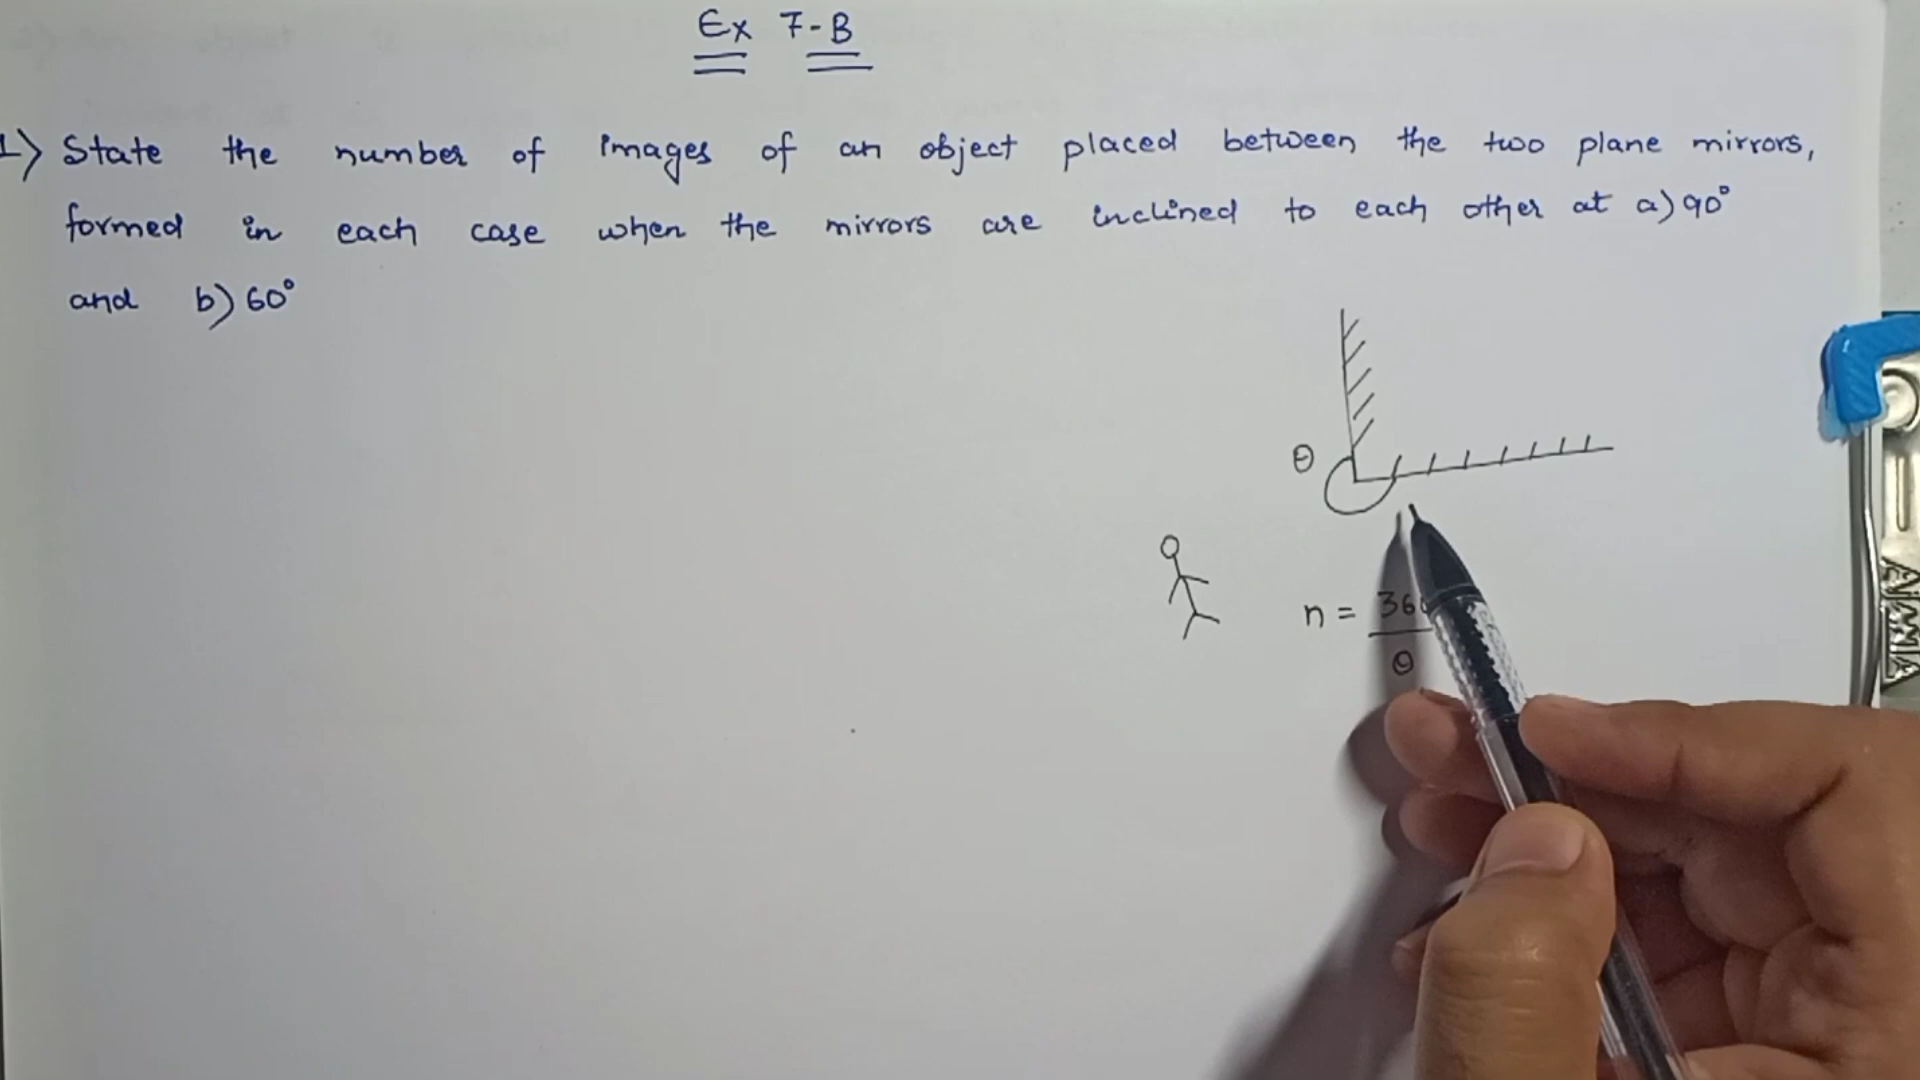 Ex 7-B
1) State the number of images of an object placed between the two plane mirrors,
formed in each case when the mirrors are inclined to each other at a) 90°
and b) 60°
θ
n = 36
θ